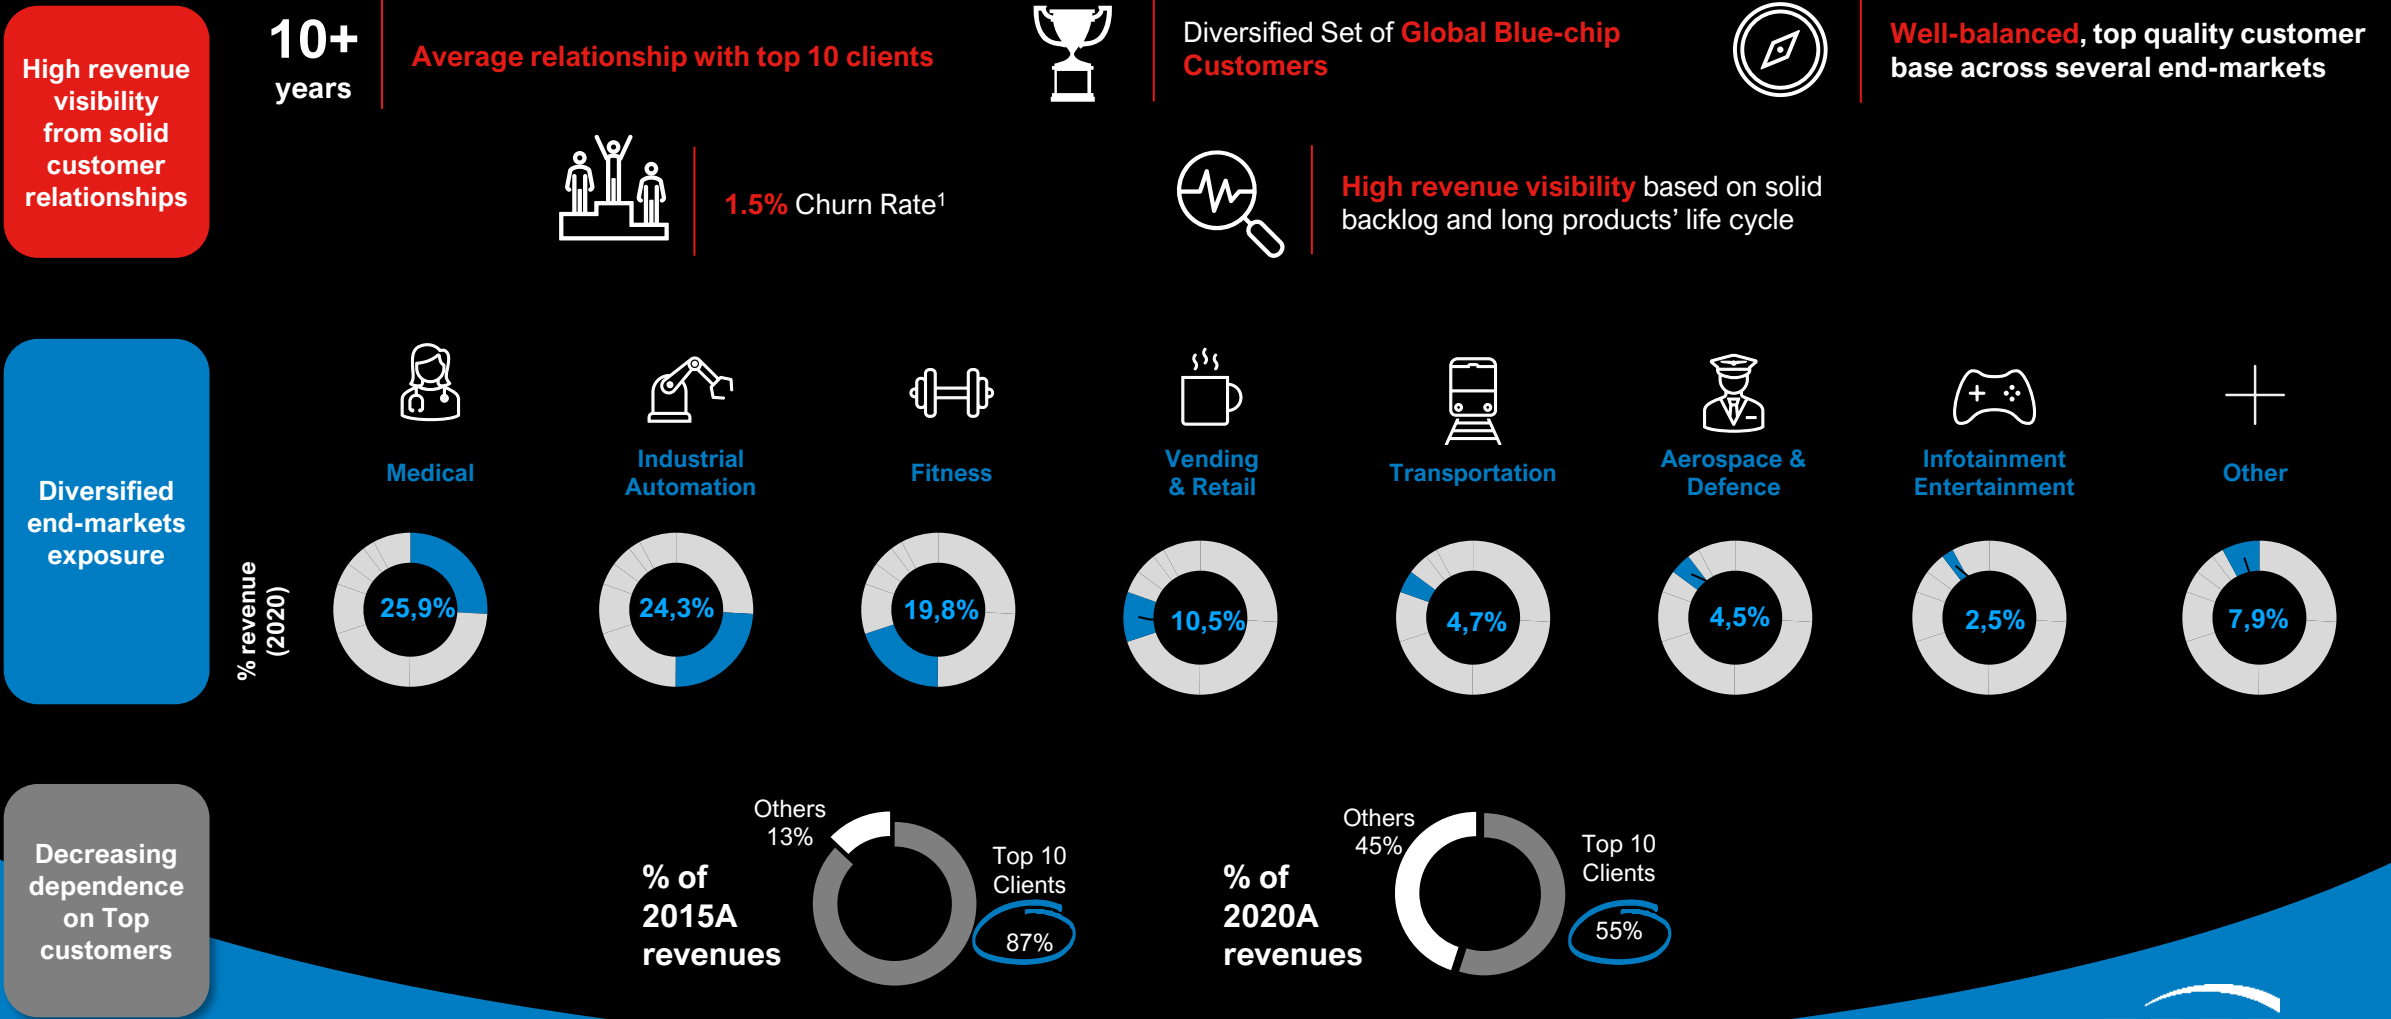 High revenue
visibility
from solid
customer
relationships
10+
years
Average relationship with top 10 clients
Diversified Set of Global Blue-chip
Customers
Well-balanced, top quality customer
base across several end-markets
1.5% Churn Rate¹
High revenue visibility based on solid
backlog and long products’ life cycle
Diversified
end-markets
exposure
Medical
Industrial
Automation
Fitness
Vending
& Retail
Transportation
Aerospace &
Defence
Infotainment
Entertainment
Other
% revenue
(2020)
25,9%
24,3%
19,8%
10,5%
4,7%
4,5%
2,5%
7,9%
Decreasing
dependence
on Top
customers
% of
2015A
revenues
Others
13%
Top 10
Clients
87%
% of
2020A
revenues
Others
45%
Top 10
Clients
55%